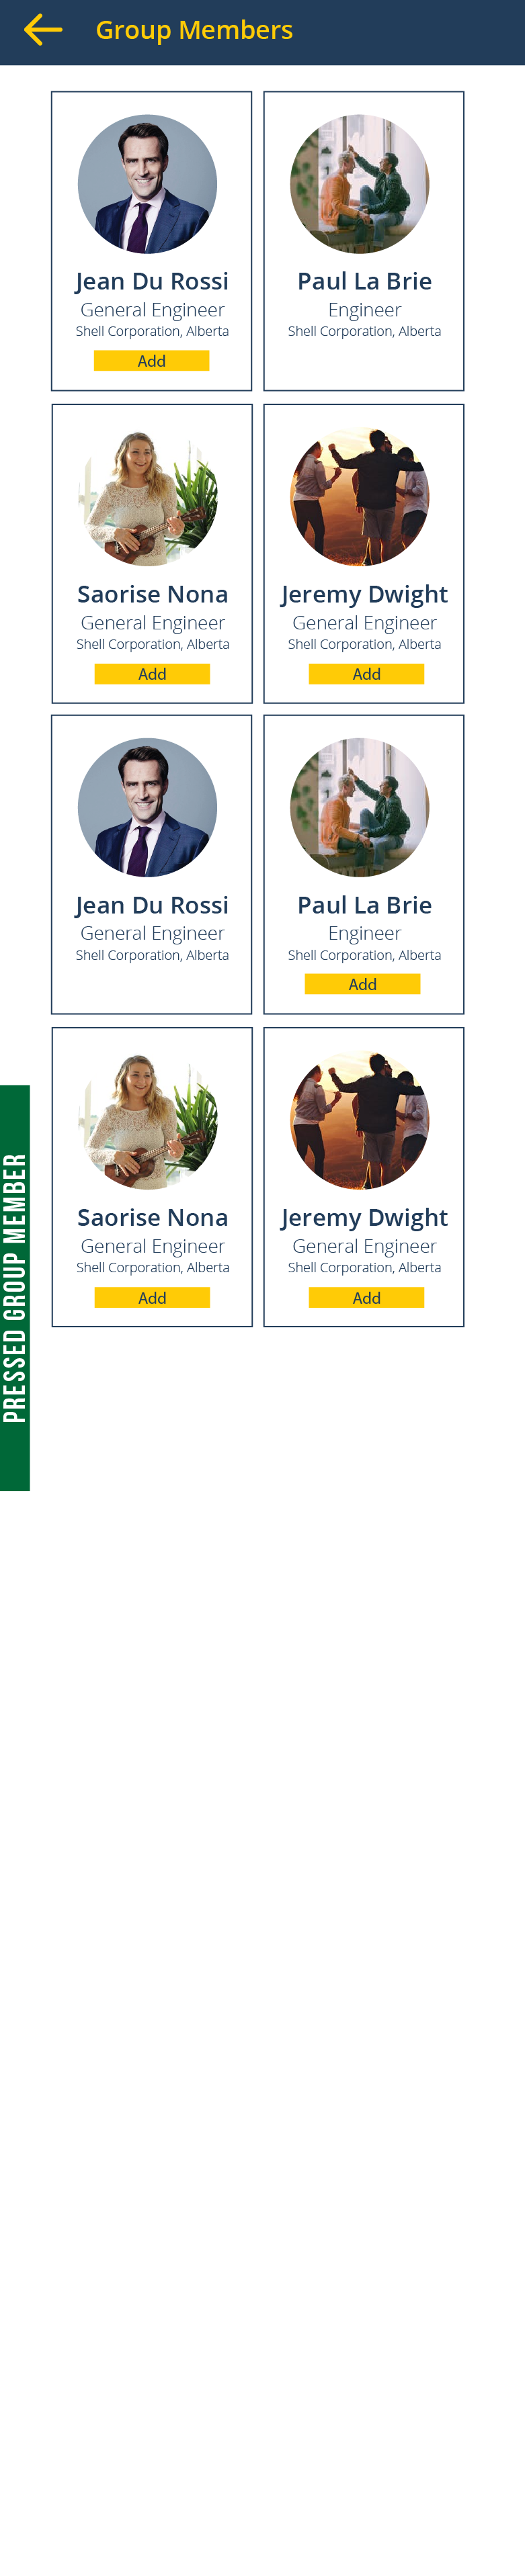 Group Members
Jean Du Rossi
General Engineer
Shell Corporation, Alberta
Add
Paul La Brie
Engineer
Shell Corporation, Alberta
Saorise Nona
General Engineer
Shell Corporation, Alberta
Add
Jeremy Dwight
General Engineer
Shell Corporation, Alberta
Add
Jean Du Rossi
General Engineer
Shell Corporation, Alberta
Paul La Brie
Engineer
Shell Corporation, Alberta
Add
Saorise Nona
General Engineer
Shell Corporation, Alberta
Add
Jeremy Dwight
General Engineer
Shell Corporation, Alberta
Add
PRESSED GROUP MEMBER